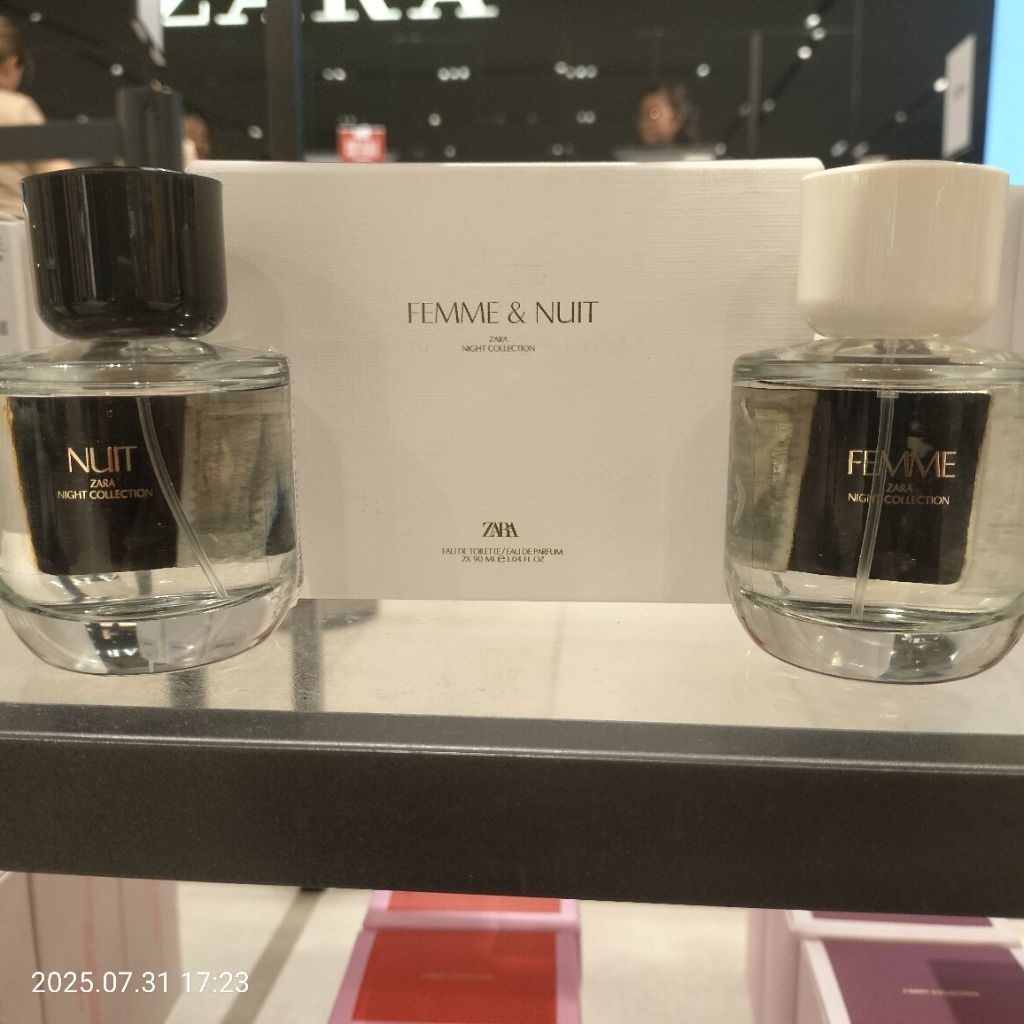 ZARA
FEMME & NUIT
ZARA
NIGHT COLLECTION
NUIT
ZARA
NIGHT COLLECTION
FEMME
ZARA
NIGHT COLLECTION
ZARA
EAU DE TOILETTE / EAU DE PARFUM
2X 90 ML ℮ 3.04 FL OZ
2025.07.31 17:23